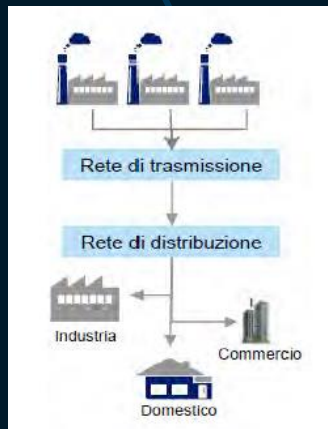 Rete di trasmissione
Rete di distribuzione
Industria
Commercio
Domestico